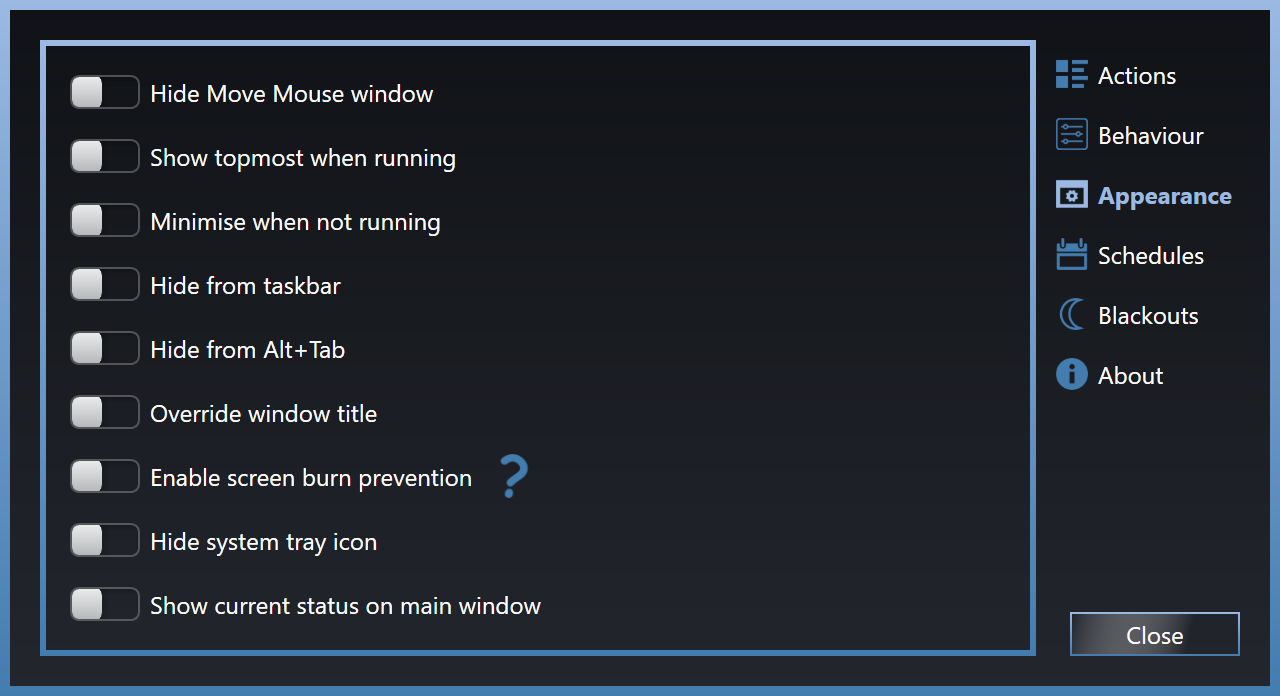 Hide Move Mouse window
Show topmost when running
Minimise when not running
Hide from taskbar
Hide from Alt+Tab
Override window title
Enable screen burn prevention ?
Hide system tray icon
Show current status on main window
Actions
Behaviour
Appearance
Schedules
Blackouts
About
Close